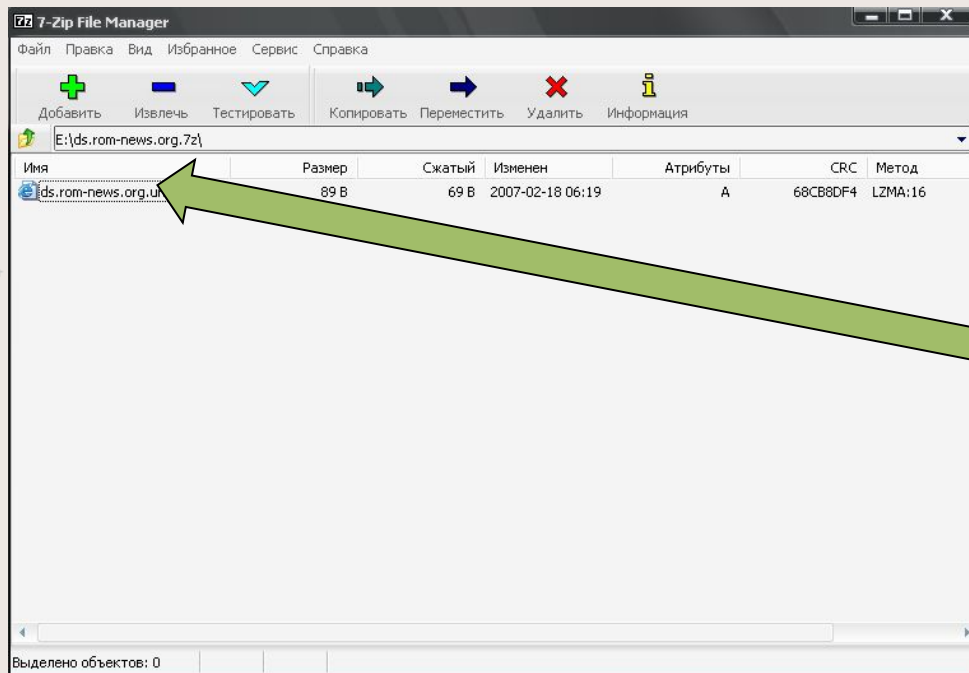 7-Zip File Manager
Файл Правка Вид Избранное Сервис Справка
Добавить Извлечь Тестировать Копировать Переместить Удалить Информация
E:\ds.rom-news.org.7z\
Имя Размер Сжатый Изменен Атрибуты CRC Метод
89 B 69 B 2007-02-18 06:19 A 68CB8DF4 LZMA:16
Выделено объектов: 0